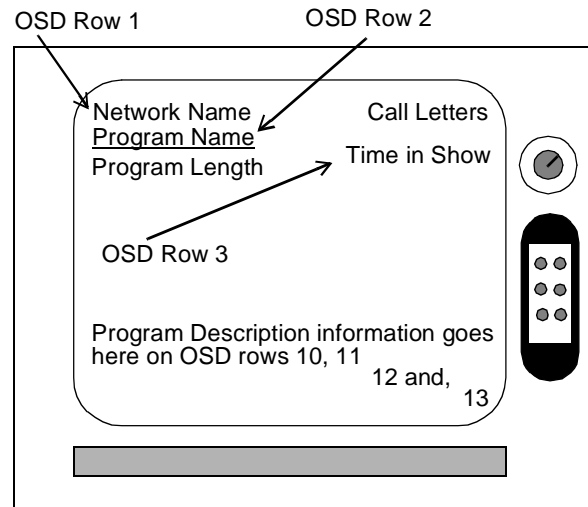 OSD Row 1
OSD Row 2
Network Name
Call Letters
Program Name
Program Length
Time in Show
OSD Row 3
Program Description information goes
here on OSD rows 10, 11
12 and,
13